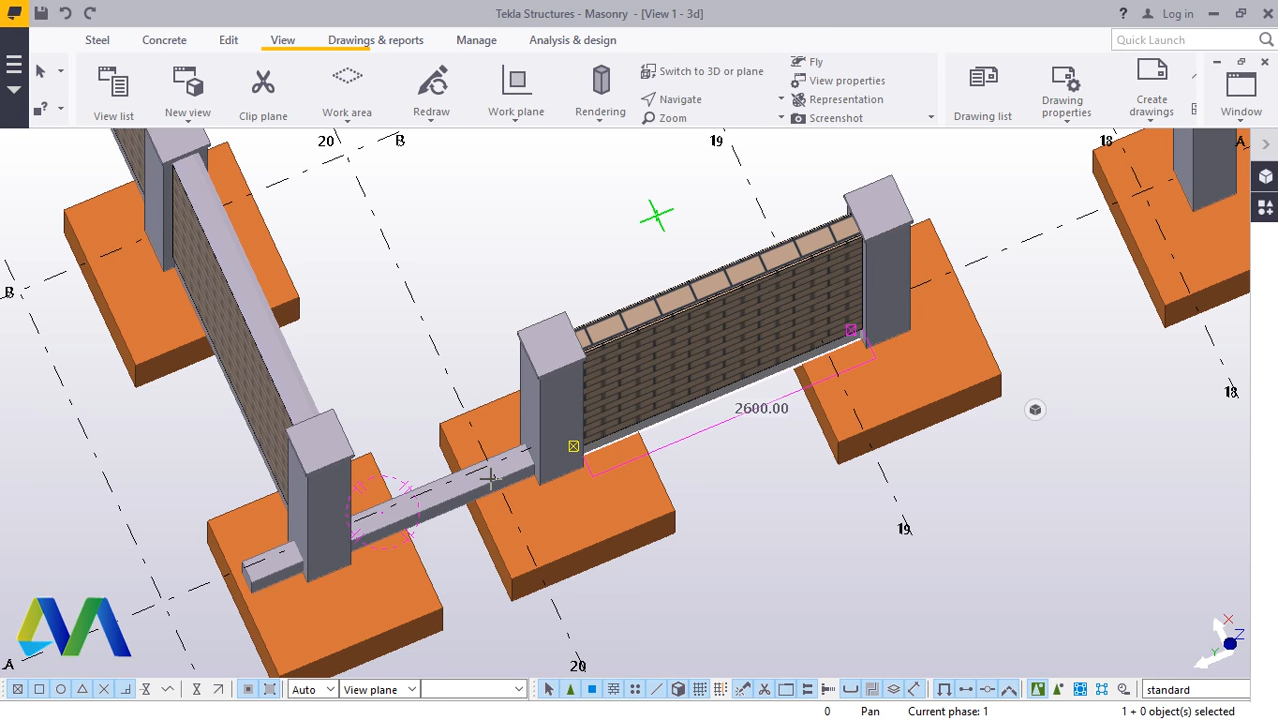 Tekla Structures - Masonry - [View 1 - 3d]
? Log in
Steel Concrete Edit View Drawings & reports Manage Analysis & design Quick Launch
View list
New view
Clip plane
Work area
Redraw
Work plane
Rendering
Switch to 3D or plane
Navigate
Zoom
Fly
View properties
Representation
Screenshot
Drawing list
Drawing properties
Create drawings
Window
20 B 19 18 A
B
18
2600.00
19
A
20
X
Z
Y
Auto View plane standard
0 Pan Current phase: 1 1 + 0 object(s) selected